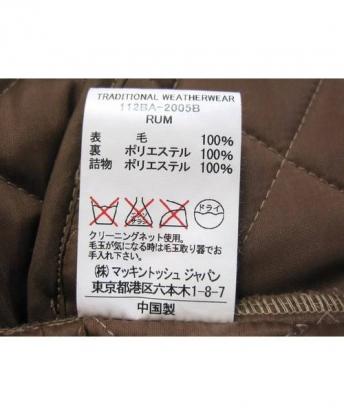 TRADITIONAL WEATHERWEAR
112BA-2005B
RUM
表 毛 100%
裏 ポリエステル 100%
詰物 ポリエステル 100%
ドライ
クリーニングネット使用。
毛玉が気になる時は毛玉取り器でお
手入れ下さい。
(株)マッキントッシュ ジャパン
東京都港区六本木1-8-7
中国製